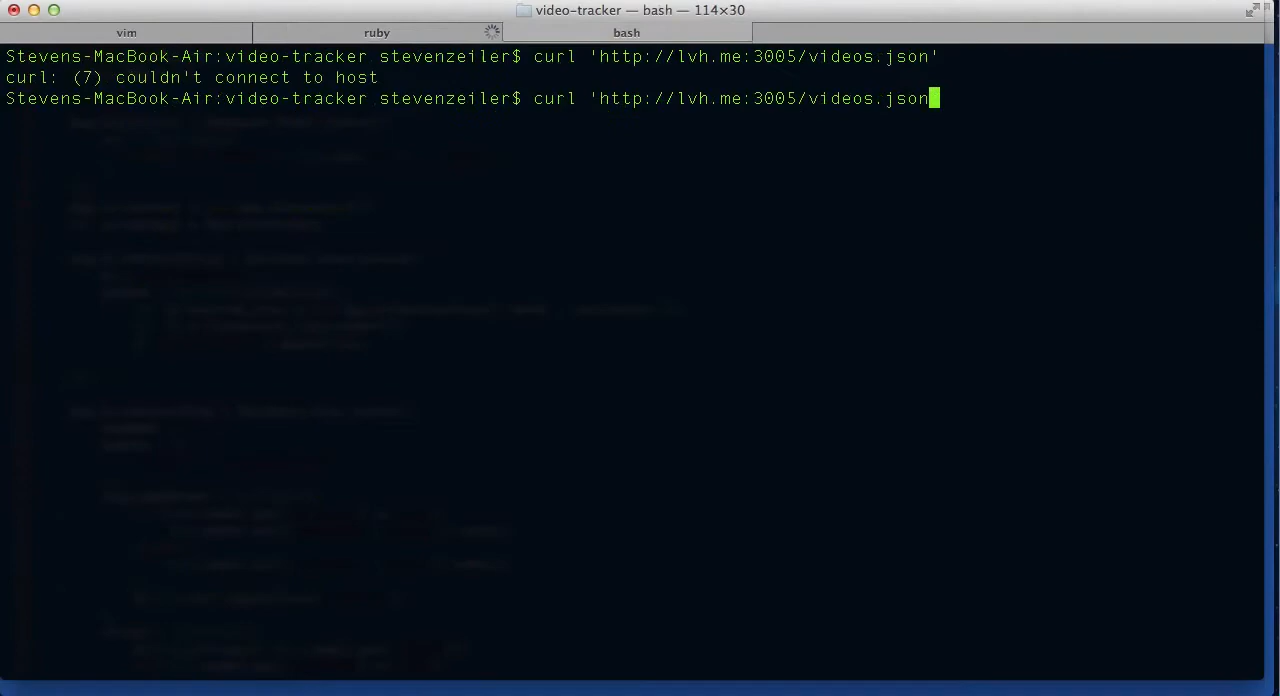 video-tracker — bash — 114×30
vim
ruby
bash
Stevens-MacBook-Air:video-tracker stevenzeiler$ curl 'http://lvh.me:3005/videos.json'
curl: (7) couldn't connect to host
Stevens-MacBook-Air:video-tracker stevenzeiler$ curl 'http://lvh.me:3005/videos.json